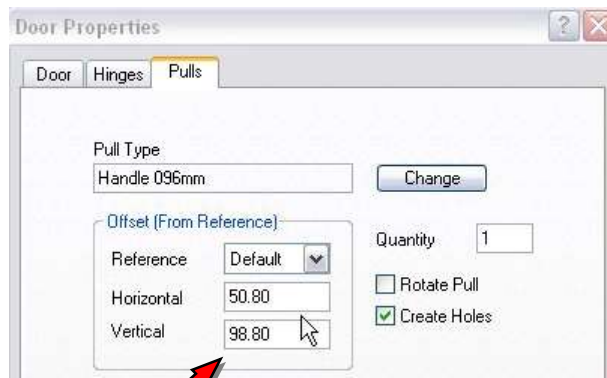 Door Properties
Door Hinges Pulls
Pull Type
Handle 096mm
Change
Offset (From Reference)
Reference Default
Horizontal 50.80
Vertical 98.80
Quantity 1
Rotate Pull
Create Holes